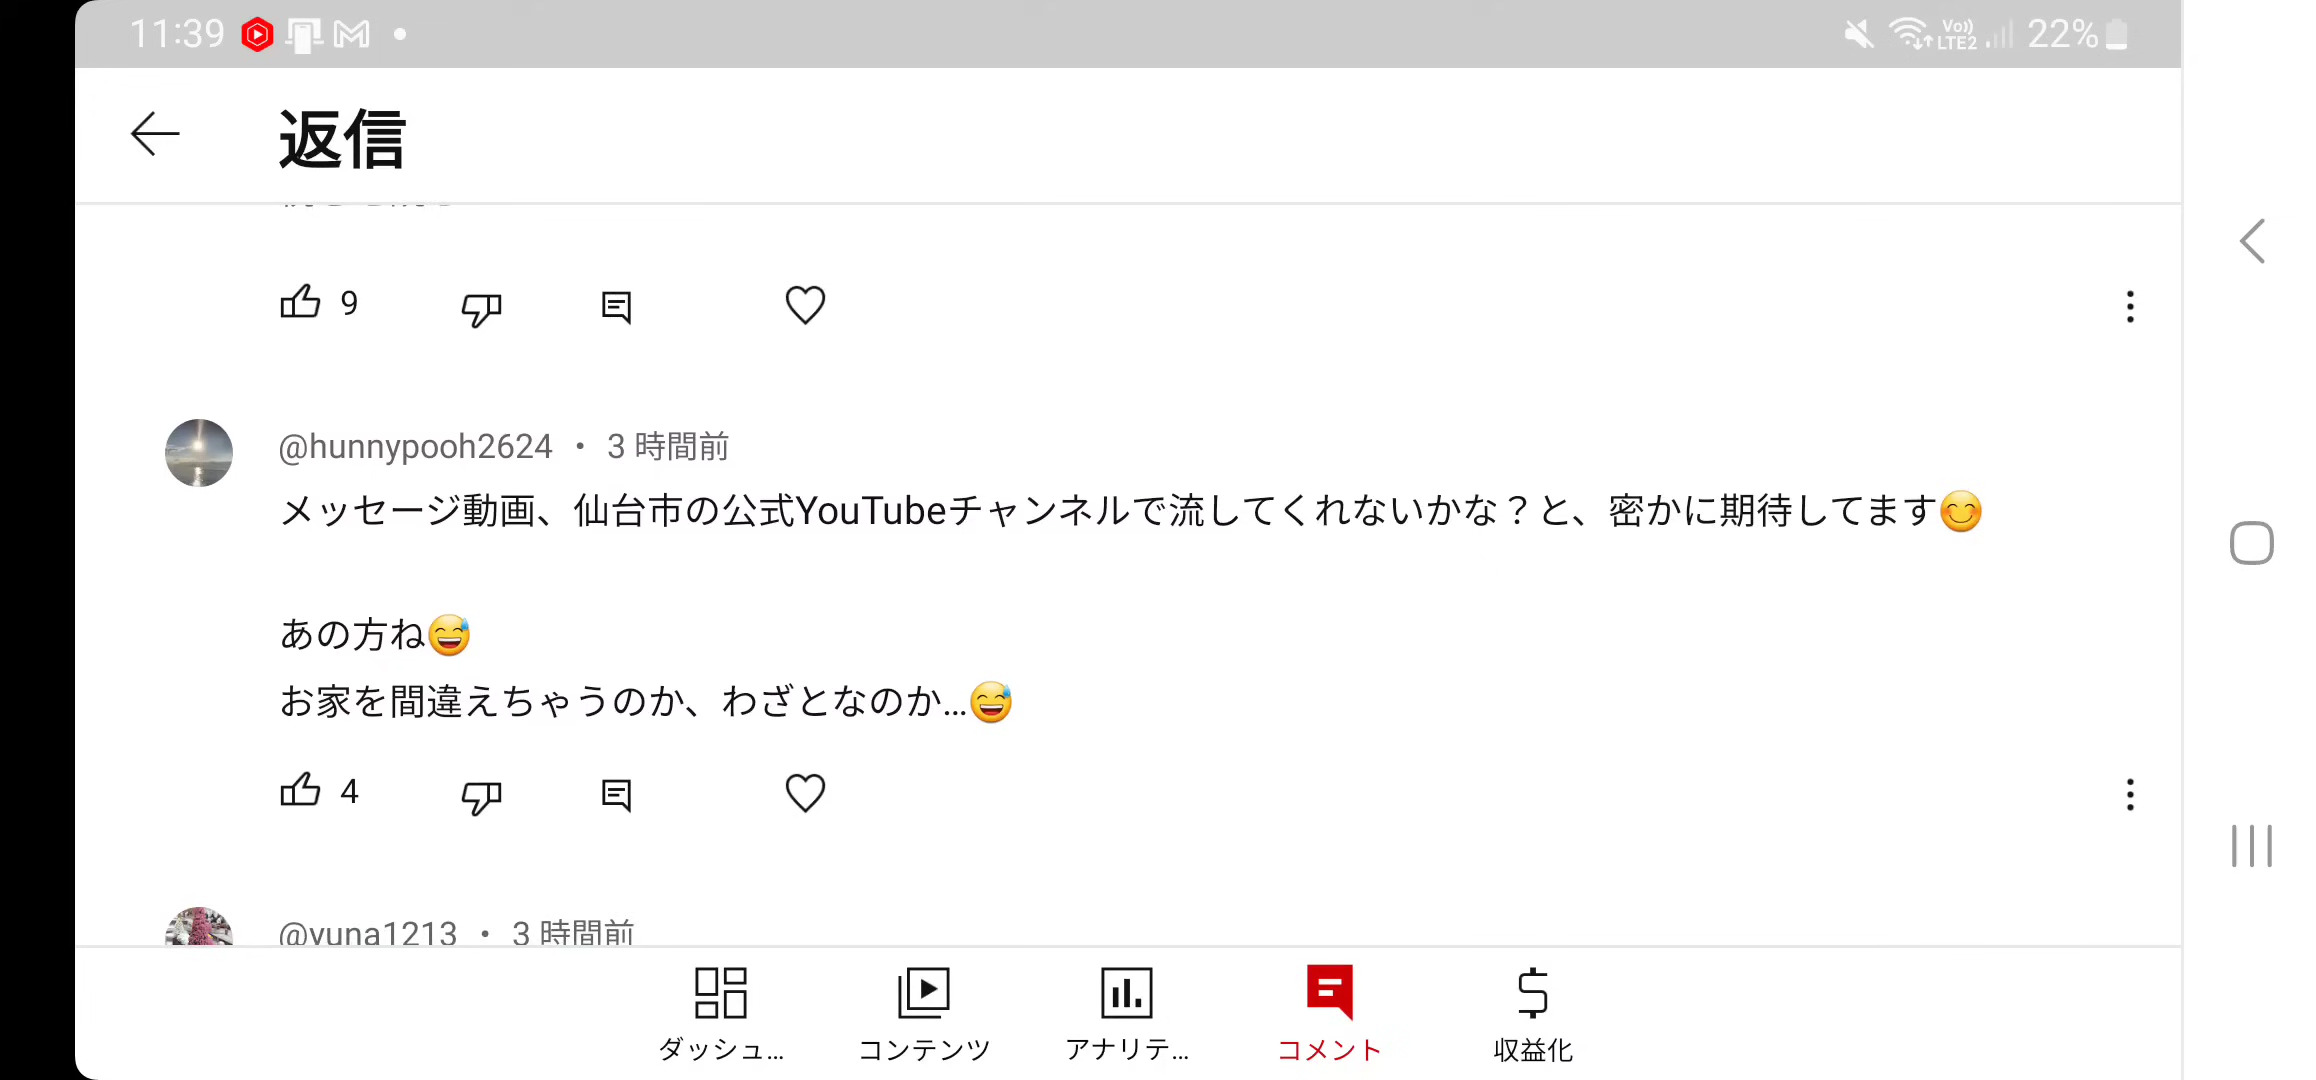 11:39
Vo)) LTE2
22%
返信
9
@hunnypooh2624 ・ 3 時間前
メッセージ動画、仙台市の公式YouTubeチャンネルで流してくれないかな？と、密かに期待してます😊
あの方ね😅
お家を間違えちゃうのか、わざとなのか…😅
4
@yuna1213 ・ 3 時間前
ダッシュ...
コンテンツ
アナリテ...
コメント
収益化